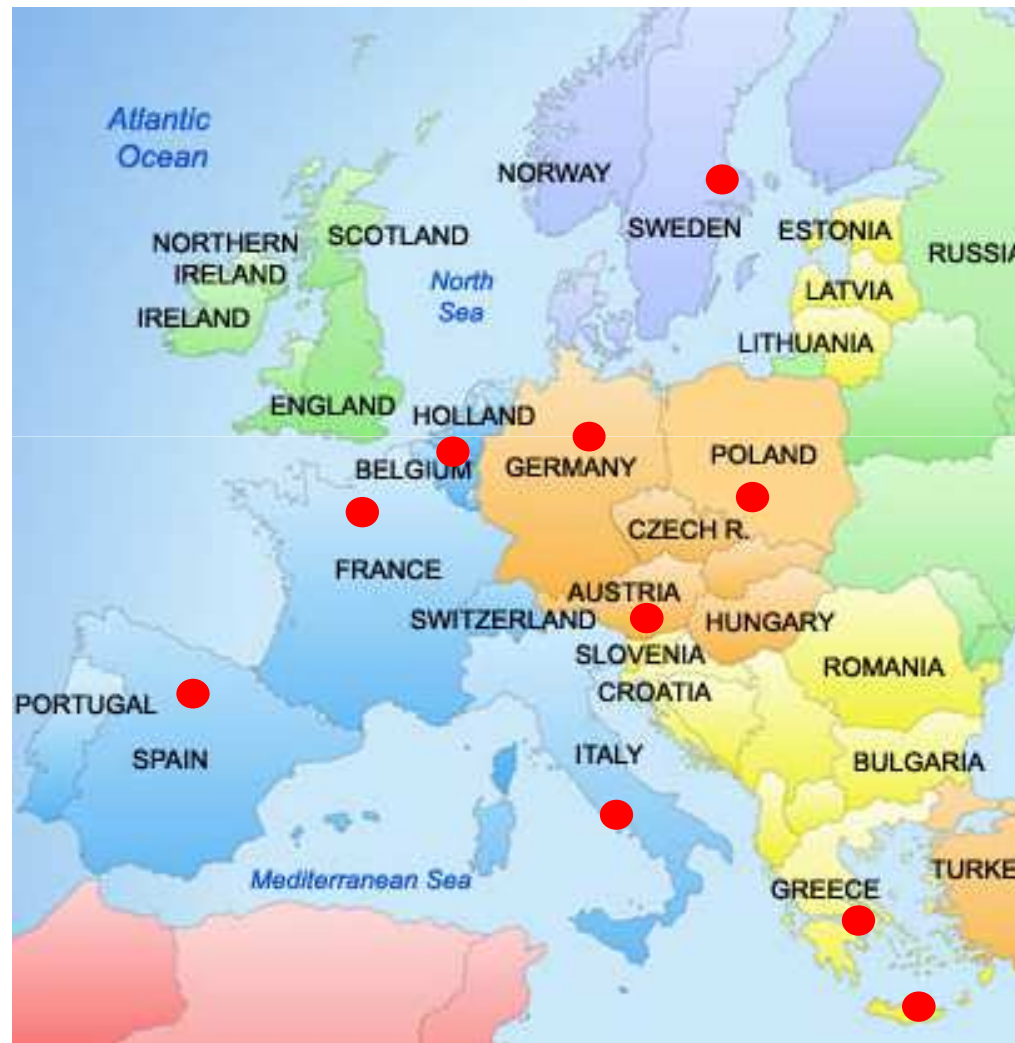 Atlantic
Ocean
NORWAY
SWEDEN
ESTONIA
RUSSIA
NORTHERN
IRELAND
SCOTLAND
North
Sea
LATVIA
IRELAND
LITHUANIA
ENGLAND
HOLLAND
BELGIUM
GERMANY
POLAND
CZECH R.
FRANCE
AUSTRIA
SWITZERLAND
HUNGARY
SLOVENIA
ROMANIA
CROATIA
PORTUGAL
SPAIN
ITALY
BULGARIA
Mediterranean Sea
GREECE
TURKE